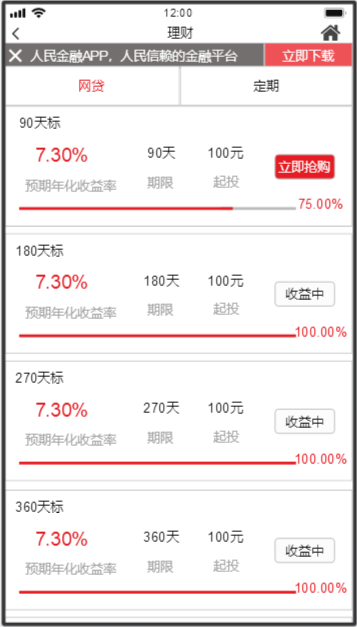 12:00
理财
人民金融APP，人民信赖的金融平台 立即下载
网贷 定期
90天标
7.30% 90天 100元 立即抢购
预期年化收益率 期限 起投
75.00%
180天标
7.30% 180天 100元 收益中
预期年化收益率 期限 起投
100.00%
270天标
7.30% 270天 100元 收益中
预期年化收益率 期限 起投
100.00%
360天标
7.30% 360天 100元 收益中
预期年化收益率 期限 起投
100.00%